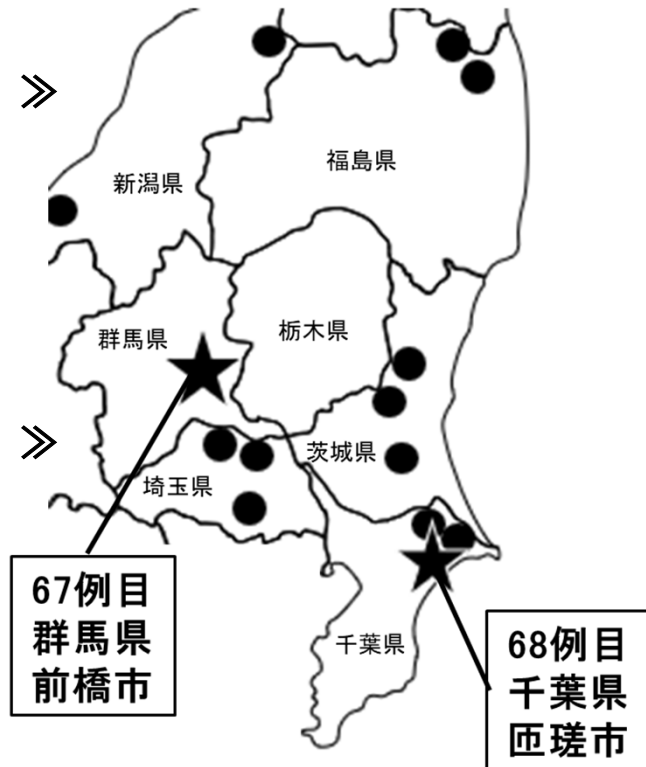 福島県
新潟県
栃木県
群馬県
茨城県
埼玉県
67例目
群馬県
前橋市
千葉県
68例目
千葉県
匝瑳市